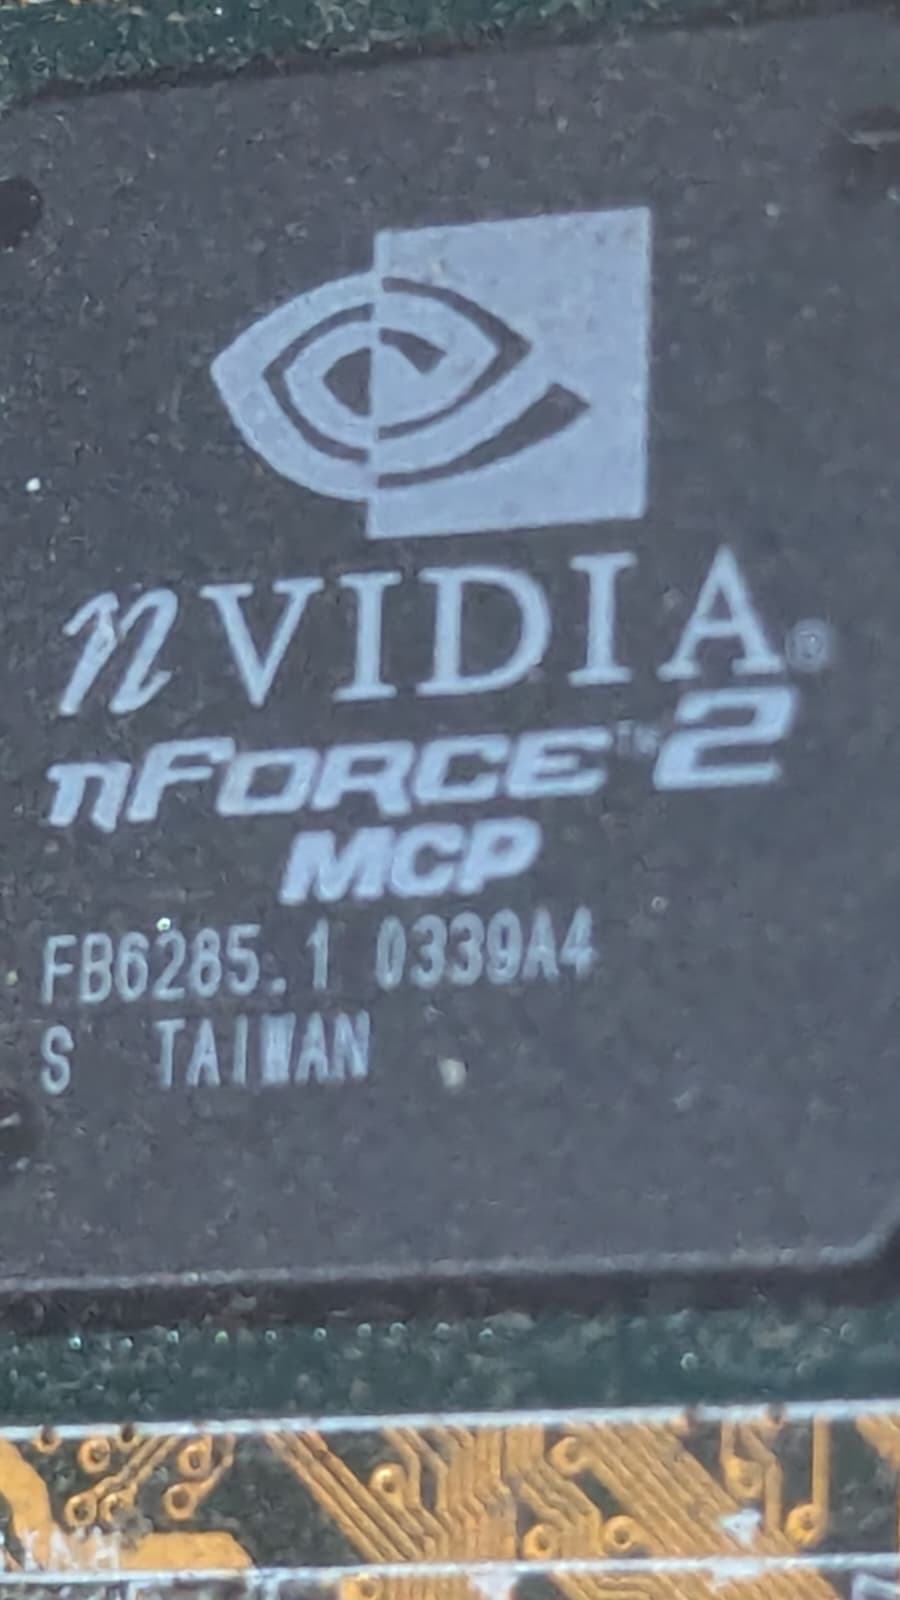 nVIDIA®
nFORCE™2
MCP
FB6285.1 0339A4
S TAIWAN